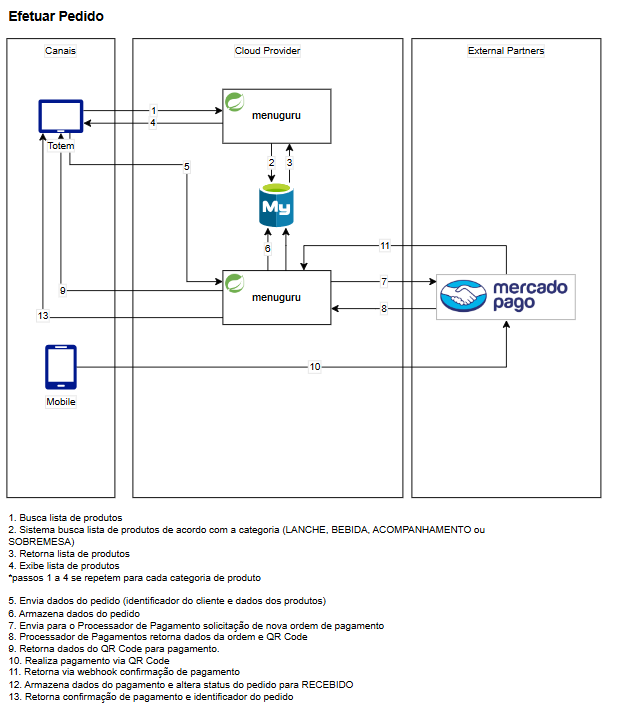 Efetuar Pedido
Canais
Cloud Provider
External Partners
1
menuguru
4
Totem
2
3
5
My
11
6
7
mercado
pago
menuguru
9
8
13
10
Mobile
1. Busca lista de produtos
2. Sistema busca lista de produtos de acordo com a categoria (LANCHE, BEBIDA, ACOMPANHAMENTO ou
SOBREMESA)
3. Retorna lista de produtos
4. Exibe lista de produtos
*passos 1 a 4 se repetem para cada categoria de produto
5. Envia dados do pedido (identificador do cliente e dados dos produtos)
6. Armazena dados do pedido
7. Envia para o Processador de Pagamento solicitação de nova ordem de pagamento
8. Processador de Pagamentos retorna dados da ordem e QR Code
9. Retorna dados do QR Code para pagamento.
10. Realiza pagamento via QR Code
11. Retorna via webhook confirmação de pagamento
12. Armazena dados do pagamento e altera status do pedido para RECEBIDO
13. Retorna confirmação de pagamento e identificador do pedido